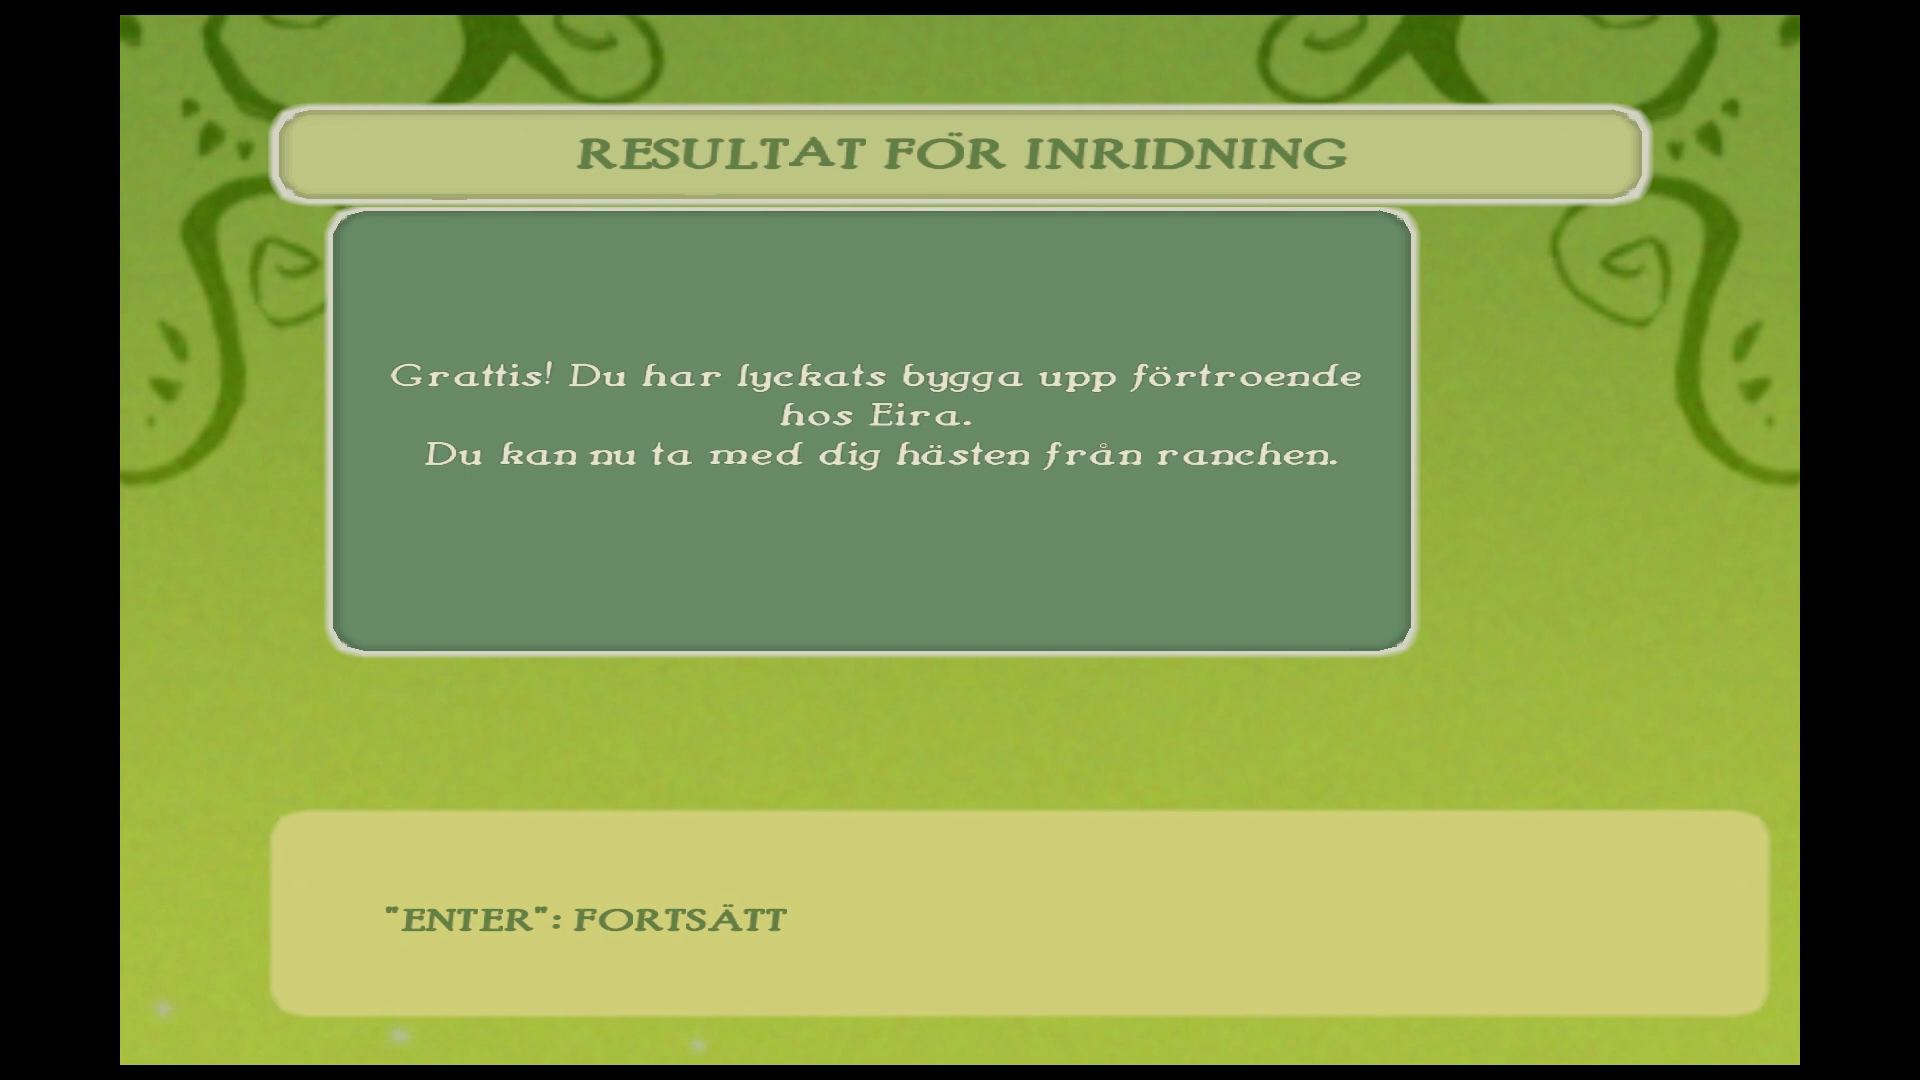 RESULTAT FÖR INRIDNING
Grattis! Du har lyckats bygga upp förtroende
hos Eira.
Du kan nu ta med dig hästen från ranchen.
"ENTER": FORTSÄTT